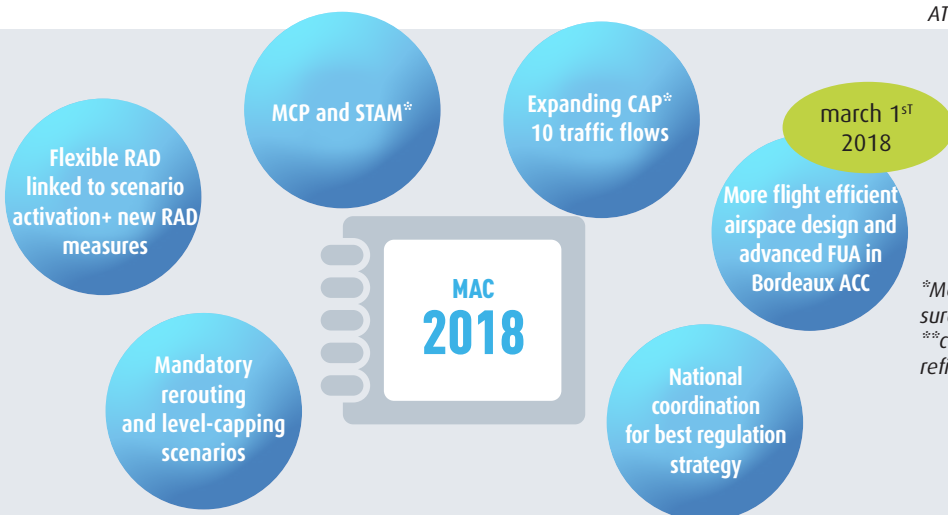 AT
MCP and STAM*
Expanding CAP*
10 traffic flows
march 1ST
2018
Flexible RAD
linked to scenario
activation+ new RAD
measures
More flight efficient
airspace design and
advanced FUA in
Bordeaux ACC
MAC
2018
sur
**c
refi
Mandatory
rerouting
and level-capping
scenarios
National
coordination
for best regulation
strategy